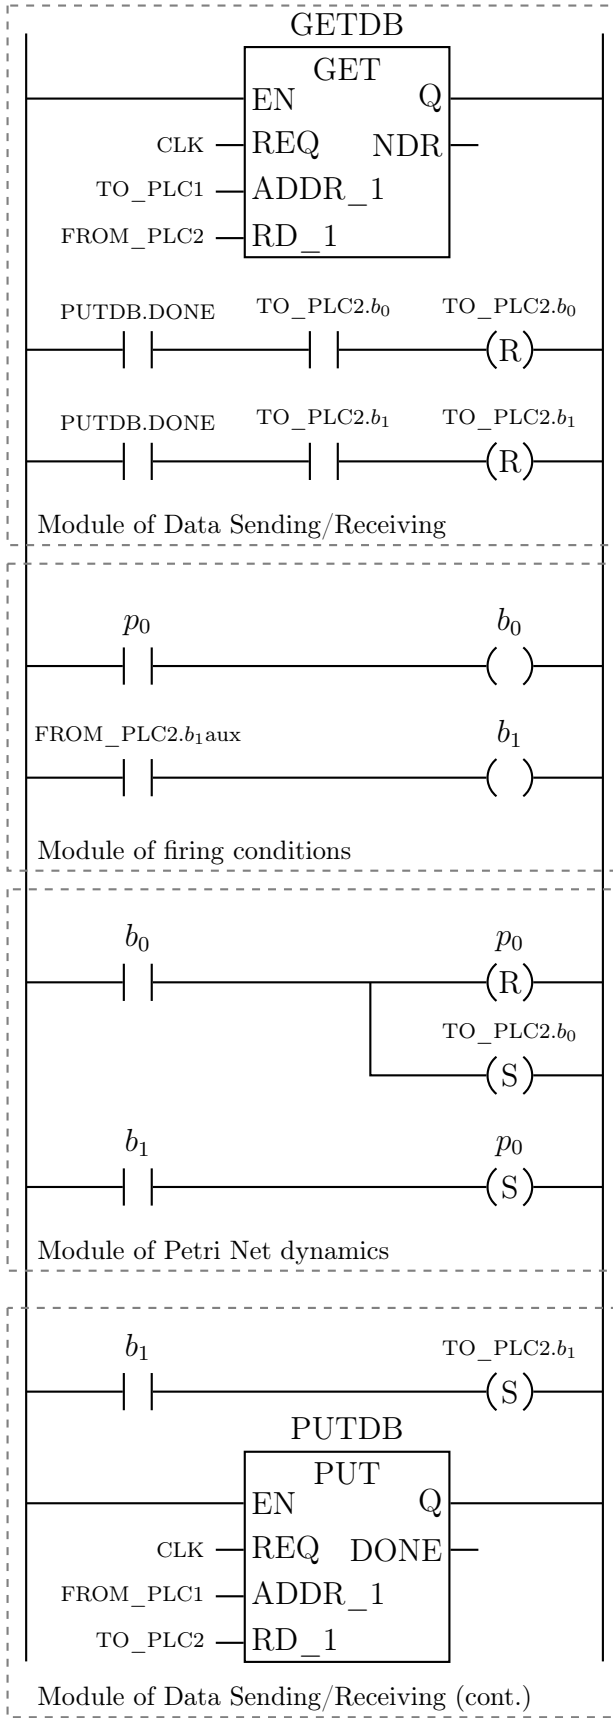 GETDB
GET
EN Q
CLK REQ NDR
TO_PLC1 ADDR_1
FROM_PLC2 RD_1
PUTDB.DONE TO_PLC2.b₀ TO_PLC2.b₀
(R)
PUTDB.DONE TO_PLC2.b₁ TO_PLC2.b₁
(R)
Module of Data Sending/Receiving
p₀ b₀
( )
FROM_PLC2.b₁aux b₁
( )
Module of firing conditions
b₀ p₀
(R)
TO_PLC2.b₀
(S)
b₁ p₀
(S)
Module of Petri Net dynamics
b₁ TO_PLC2.b₁
(S)
PUTDB
PUT
EN Q
CLK REQ DONE
FROM_PLC1 ADDR_1
TO_PLC2 RD_1
Module of Data Sending/Receiving (cont.)